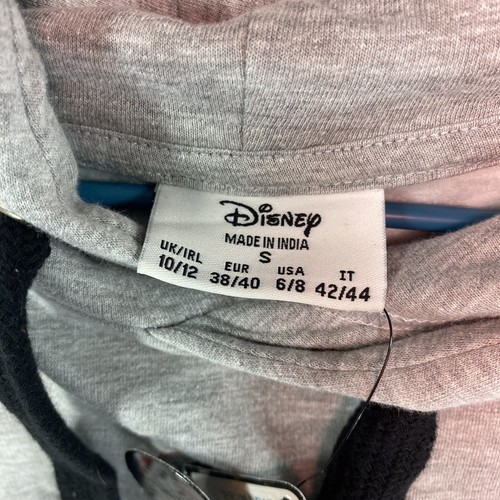 Disney
MADE IN INDIA
S
UK/IRL EUR USA IT
10/12 38/40 6/8 42/44